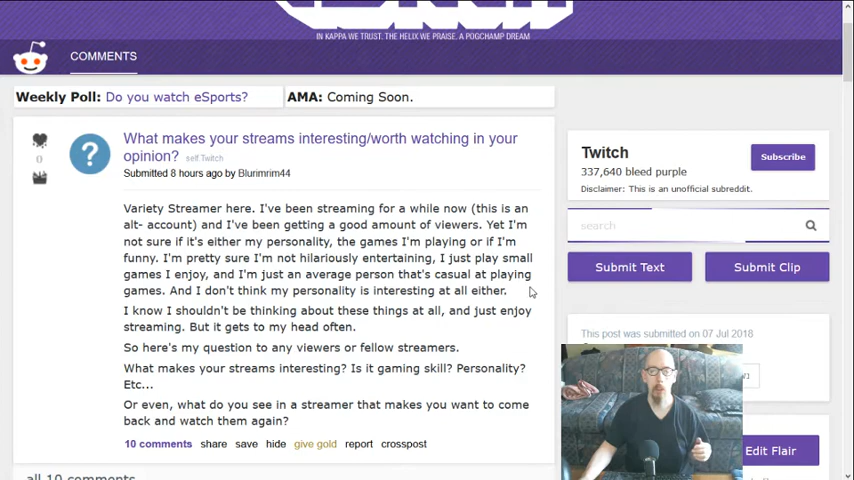 IN KAPPA WE TRUST. THE HELIX WE PRAISE. A POGCHAMP DREAM
COMMENTS
Weekly Poll: Do you watch eSports?
AMA: Coming Soon.
0
?
What makes your streams interesting/worth watching in your
opinion? self.Twitch
Submitted 8 hours ago by Blurimrim44
Variety Streamer here. I've been streaming for a while now (this is an
alt- account) and I've been getting a good amount of viewers. Yet I'm
not sure if it's either my personality, the games I'm playing or if I'm
funny. I'm pretty sure I'm not hilariously entertaining, I just play small
games I enjoy, and I'm just an average person that's casual at playing
games. And I don't think my personality is interesting at all either.
I know I shouldn't be thinking about these things at all, and just enjoy
streaming. But it gets to my head often.
So here's my question to any viewers or fellow streamers.
What makes your streams interesting? Is it gaming skill? Personality?
Etc...
Or even, what do you see in a streamer that makes you want to come
back and watch them again?
10 comments share save hide give gold report crosspost
all 10 comments
Twitch
Subscribe
337,640 bleed purple
Disclaimer: This is an unofficial subreddit.
search
Submit Text
Submit Clip
This post was submitted on 07 Jul 2018
Edit Flair